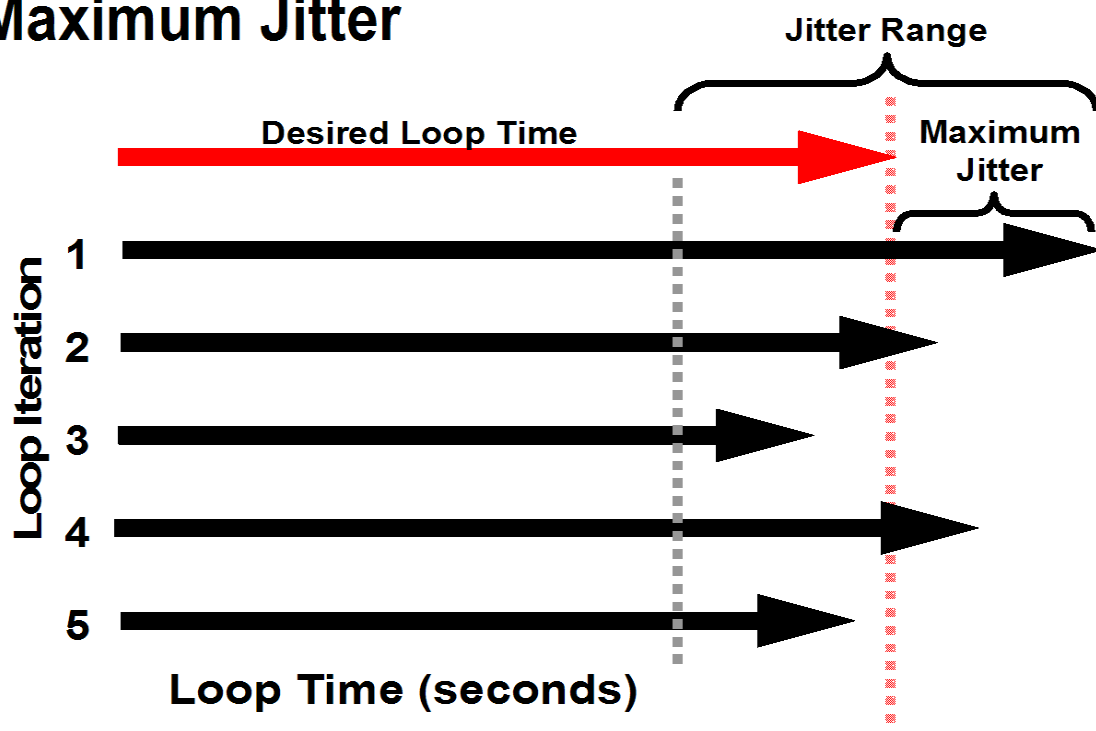 Maximum Jitter
Jitter Range
Desired Loop Time
Maximum
Jitter
Loop Iteration
1
2
3
4
5
Loop Time (seconds)